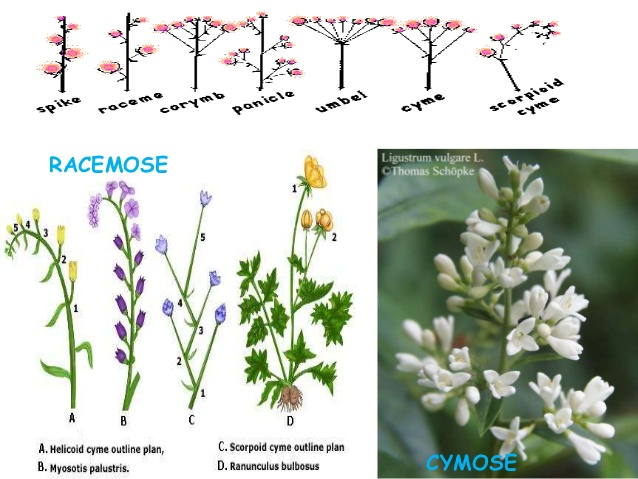 spike raceme corymb panicle umbel cyme scorpioid
cyme
RACEMOSE
Ligustrum vulgare L.
©Thomas Schöpke
1
5 4 3 2 1
5 4 3 2 1
1 2
A B C D
A. Helicoid cyme outline plan,
B. Myosotis palustris.
C. Scorpoid cyme outline plan
D. Ranunculus bulbosus
CYMOSE